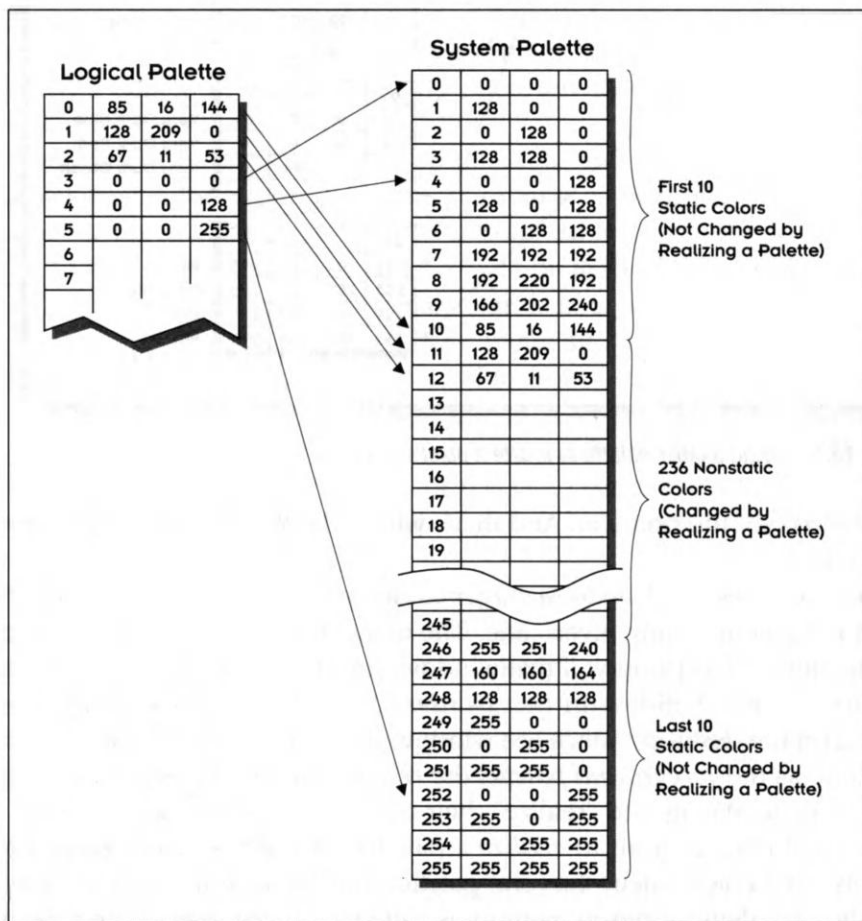 Logical Palette
0 85 16 144
1 128 209 0
2 67 11 53
3 0 0 0
4 0 0 128
5 0 0 255
6
7
System Palette
0 0 0 0
1 128 0 0
2 0 128 0
3 128 128 0
4 0 0 128
5 128 0 128
6 0 128 128
7 192 192 192
8 192 220 192
9 166 202 240
10 85 16 144
11 128 209 0
12 67 11 53
13
14
15
16
17
18
19
245
246 255 251 240
247 160 160 164
248 128 128 128
249 255 0 0
250 0 255 0
251 255 255 0
252 0 0 255
253 255 0 255
254 0 255 255
255 255 255 255
First 10
Static Colors
(Not Changed by
Realizing a Palette)
236 Nonstatic
Colors
(Changed by
Realizing a Palette)
Last 10
Static Colors
(Not Changed by
Realizing a Palette)